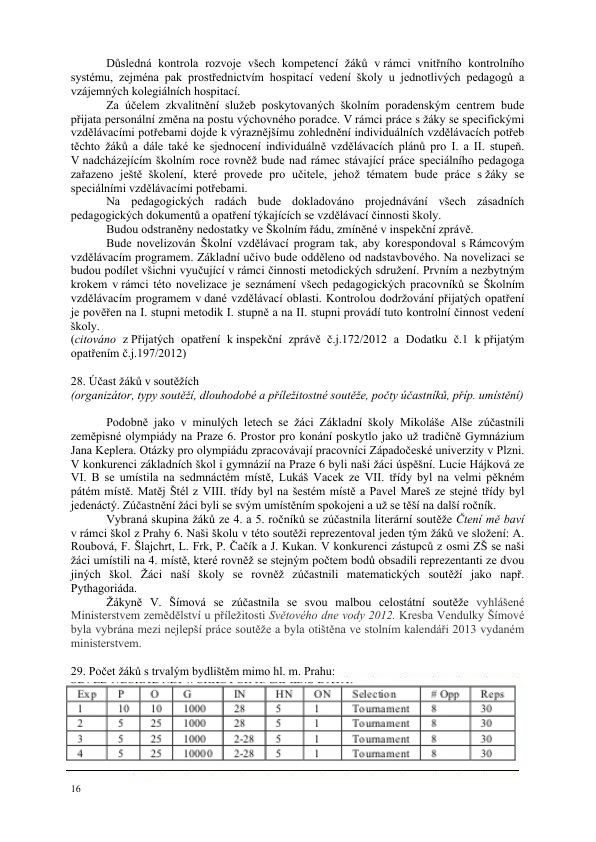 Důsledná kontrola rozvoje všech kompetencí žáků v rámci vnitřního kontrolního
systému, zejména pak prostřednictvím hospitací vedení školy u jednotlivých pedagogů a
vzájemných kolegiálních hospitací.
Za účelem zkvalitnění služeb poskytovaných školním poradenským centrem bude
přijata personální změna na postu výchovného poradce. V rámci práce s žáky se specifickými
vzdělávacími potřebami dojde k výraznějšímu zohlednění individuálních vzdělávacích potřeb
těchto žáků a dále také ke sjednocení individuálně vzdělávacích plánů pro I. a II. stupeň.
V nadcházejícím školním roce rovněž bude nad rámec stávající práce speciálního pedagoga
zařazeno ještě školení, které provede pro učitele, jehož tématem bude práce s žáky se
speciálními vzdělávacími potřebami.
Na pedagogických radách bude dokladováno projednávání všech zásadních
pedagogických dokumentů a opatření týkajících se vzdělávací činnosti školy.
Budou odstraněny nedostatky ve Školním řádu, zmíněné v inspekční zprávě.
Bude novelizován Školní vzdělávací program tak, aby korespondoval s Rámcovým
vzdělávacím programem. Základní učivo bude odděleno od nadstavbového. Na novelizaci se
budou podílet všichni vyučující v rámci činnosti metodických sdružení. Prvním a nezbytným
krokem v rámci této novelizace je seznámení všech pedagogických pracovníků se Školním
vzdělávacím programem v dané vzdělávací oblasti. Kontrolou dodržování přijatých opatření
je pověřen na I. stupni metodik I. stupně a na II. stupni provádí tuto kontrolní činnost vedení
školy.
(citováno z Přijatých opatření k inspekční zprávě č.j.172/2012 a Dodatku č.1 k přijatým
opatřením č.j.197/2012)
28. Účast žáků v soutěžích
(organizátor, typy soutěží, dlouhodobé a příležitostné soutěže, počty účastníků, příp. umístění)
Podobně jako v minulých letech se žáci Základní školy Mikoláše Alše zúčastnili
zeměpisné olympiády na Praze 6. Prostor pro konání poskytlo jako už tradičně Gymnázium
Jana Keplera. Otázky pro olympiádu zpracovávají pracovníci Západočeské univerzity v Plzni.
V konkurenci základních škol i gymnázií na Praze 6 byli naši žáci úspěšní. Lucie Hájková ze
VI. B se umístila na sedmnáctém místě, Lukáš Vacek ze VII. třídy byl na velmi pěkném
pátém místě. Matěj Štěl z VIII. třídy byl na šestém místě a Pavel Mareš ze stejné třídy byl
jedenáctý. Zúčastnění žáci byli se svým umístěním spokojeni a už se těší na další ročník.
Vybraná skupina žáků ze 4. a 5. ročníků se zúčastnila literární soutěže Čtení mě baví
v rámci škol z Prahy 6. Naši školu v této soutěži reprezentoval jeden tým žáků ve složení: A.
Roubová, F. Šlajchrt, L. Frk, P. Čačík a J. Kukan. V konkurenci zástupců z osmi ZŠ se naši
žáci umístili na 4. místě, které rovněž se stejným počtem bodů obsadili reprezentanti ze dvou
jiných škol. Žáci naší školy se rovněž zúčastnili matematických soutěží jako např.
Pythagoriáda.
Žákyně V. Šímová se zúčastnila se svou malbou celostátní soutěže vyhlášené
Ministerstvem zemědělství u příležitosti Světového dne vody 2012. Kresba Vendulky Šímové
byla vybrána mezi nejlepší práce soutěže a byla otištěna ve stolním kalendáři 2013 vydaném
ministerstvem.
29. Počet žáků s trvalým bydlištěm mimo hl. m. Prahu:
Exp P O G IN HN ON Selection # Opp Reps
1 10 10 1000 28 5 1 Tournament 8 30
2 5 25 1000 28 5 1 Tournament 8 30
3 5 25 1000 2-28 5 1 Tournament 8 30
4 5 25 10000 2-28 5 1 Tournament 8 30
16